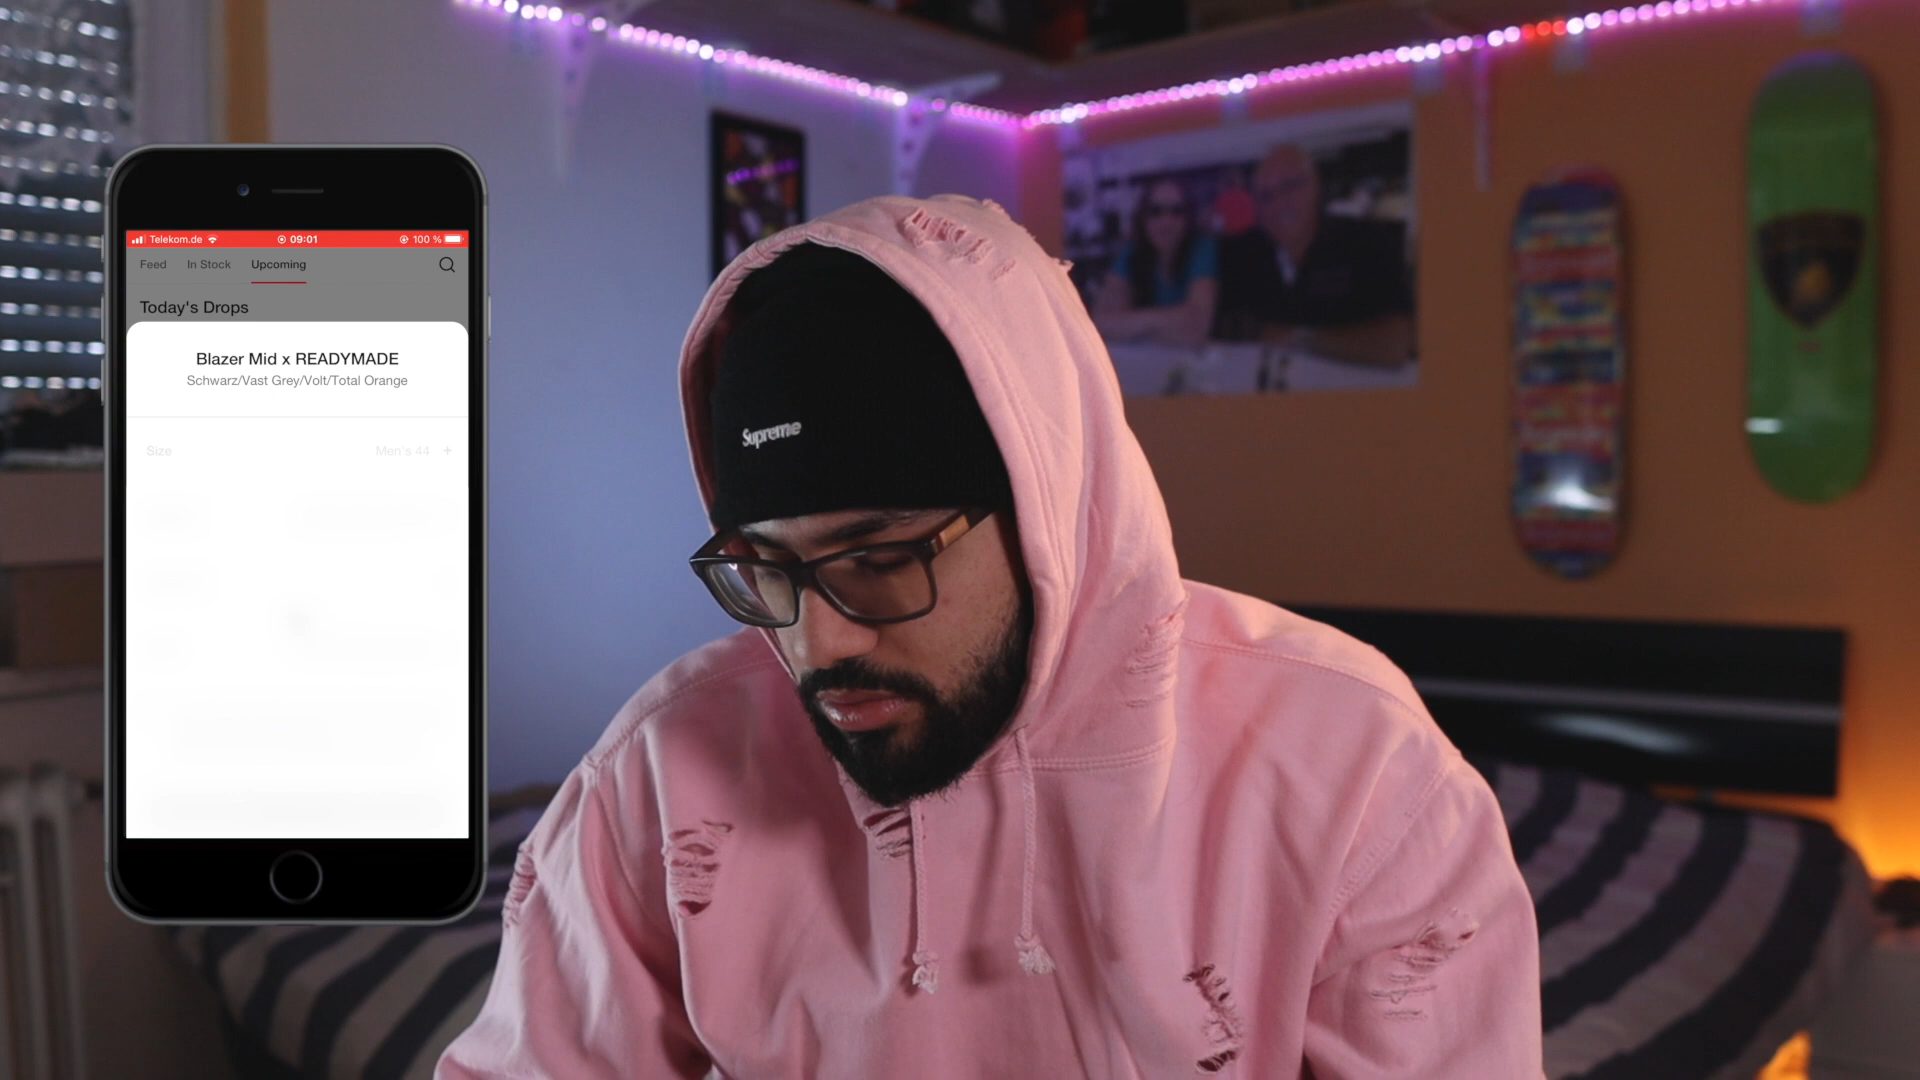 Telekom.de 09:01 100 %
Feed In Stock Upcoming
Today's Drops
Blazer Mid x READYMADE
Schwarz/Vast Grey/Volt/Total Orange
Size Men's 44 +
Supreme